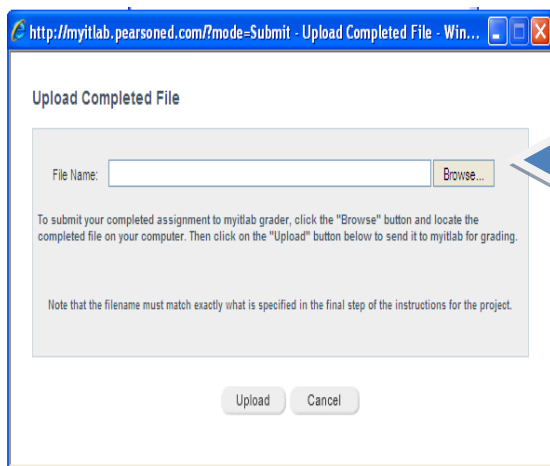 http://myitlab.pearsoned.com/?mode=Submit - Upload Completed File - Win...
Upload Completed File
File Name:
Browse...
To submit your completed assignment to myitlab grader, click the "Browse" button and locate the
completed file on your computer. Then click on the "Upload" button below to send it to myitlab for grading.
Note that the filename must match exactly what is specified in the final step of the instructions for the project.
Upload
Cancel